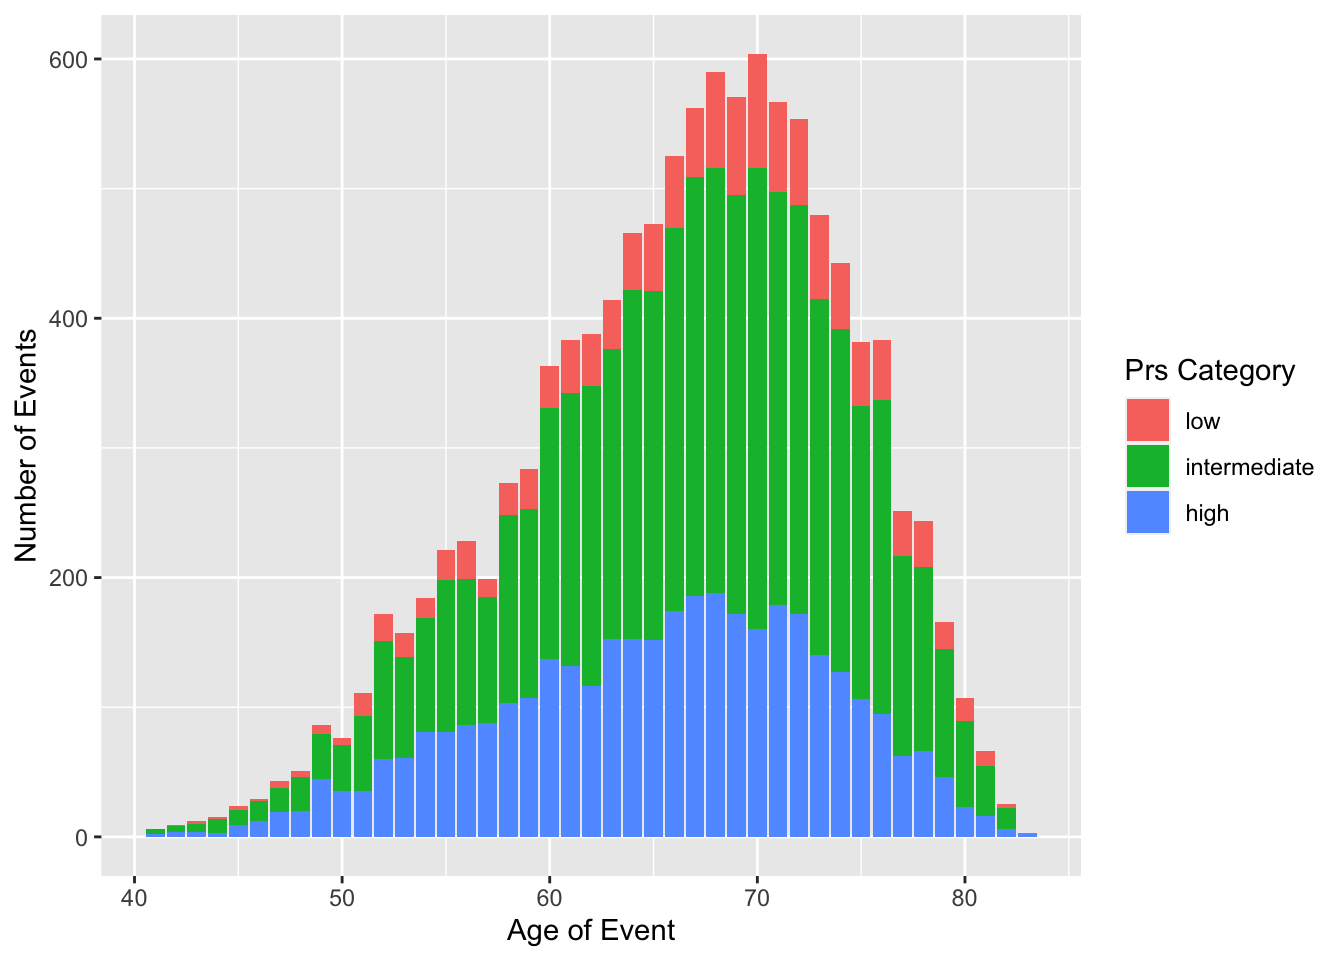 600
400
200
0
40 50 60 70 80
Age of Event
Number of Events
Prs Category
low
intermediate
high